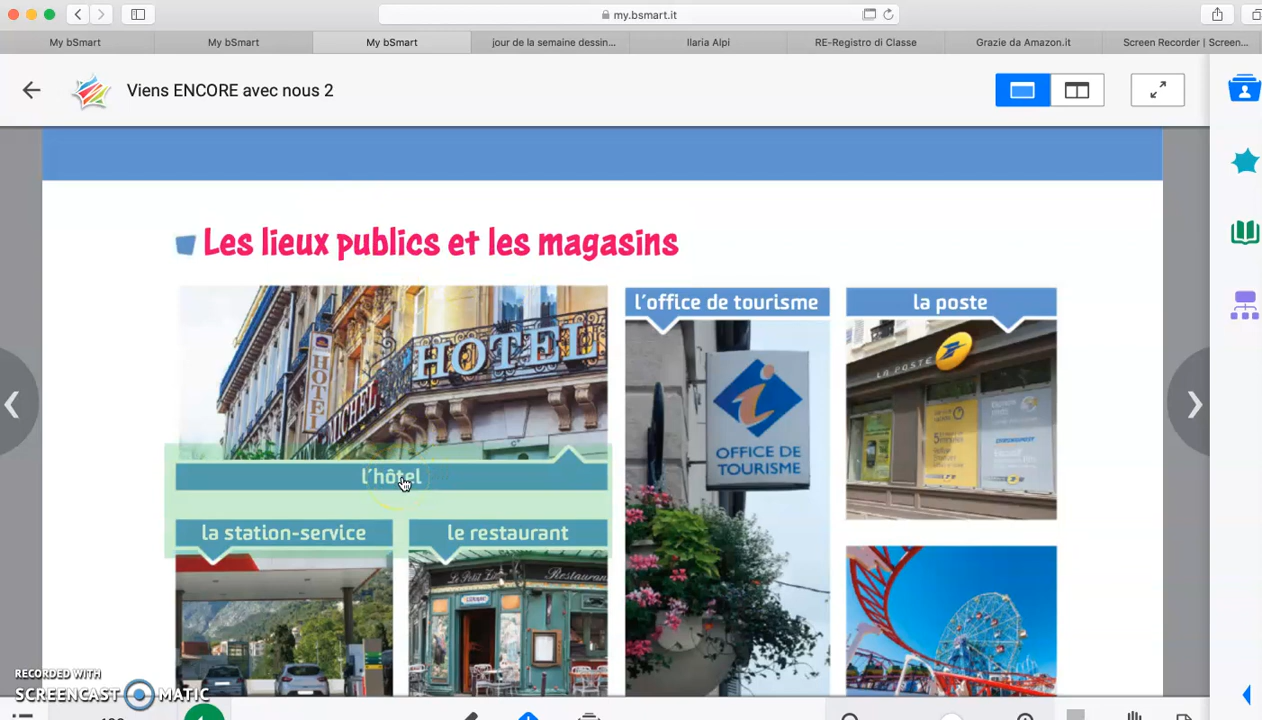 my.bsmart.it
My bSmart
My bSmart
My bSmart
jour de la semaine dessin...
Ilaria Alpi
RE-Registro di Classe
Grazie da Amazon.it
Screen Recorder | Screen...
Viens ENCORE avec nous 2
Les lieux publics et les magasins
l'office de tourisme
la poste
HOTEL
HOTEL
MICHEL
LA POSTE
OFFICE DE
TOURISME
l'hôtel
la station-service
le restaurant
Restaurant
RECORDED WITH
SCREENCAST MATIC